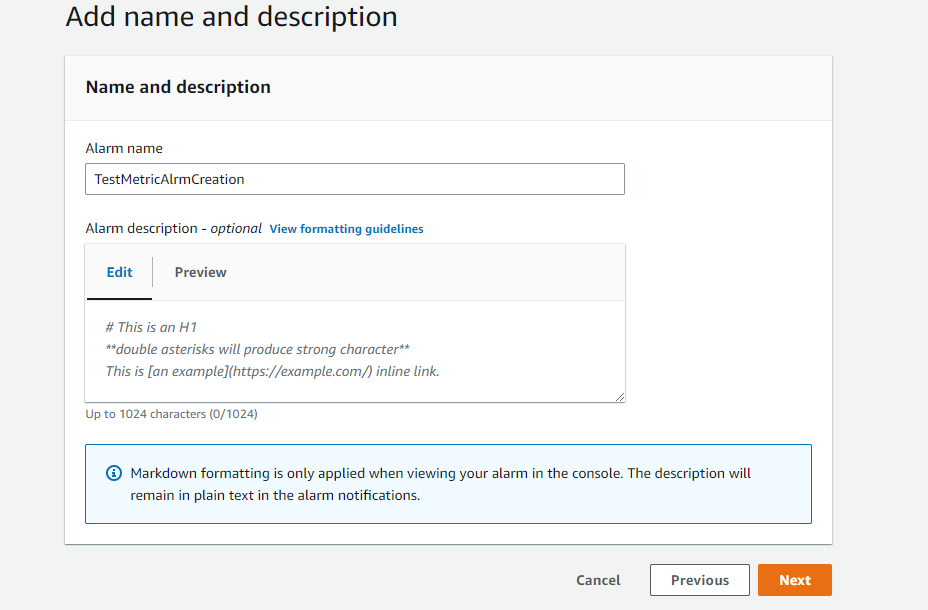 Add name and description
Name and description
Alarm name
TestMetricAlrmCreation
Alarm description - optional View formatting guidelines
Edit Preview
# This is an H1
**double asterisks will produce strong character**
This is [an example](https://example.com/) inline link.
Up to 1024 characters (0/1024)
Markdown formatting is only applied when viewing your alarm in the console. The description will
remain in plain text in the alarm notifications.
Cancel Previous Next